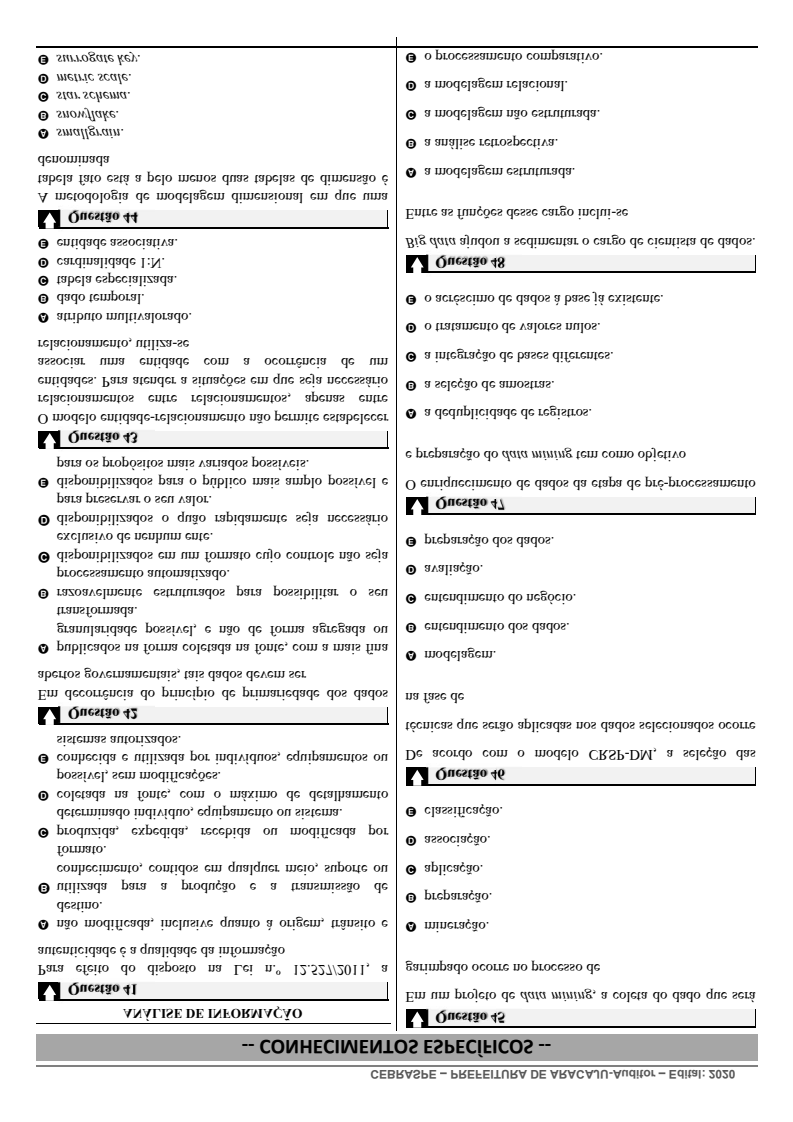 CEBRASPE – PREFEITURA DE ARACAJU-Auditor – Edital: 2020
-- CONHECIMENTOS ESPECÍFICOS --
ANÁLISE DE INFORMAÇÃO
Questão 41
Para efeito do disposto na Lei n.º 12.527/2011, a
autenticidade é a qualidade da informação
A não modificada, inclusive quanto à origem, trânsito e
destino.
B utilizada para a produção e a transmissão de
conhecimento, contidos em qualquer meio, suporte ou
formato.
C produzida, expedida, recebida ou modificada por
determinado indivíduo, equipamento ou sistema.
D coletada na fonte, com o máximo de detalhamento
possível, sem modificações.
E conhecida e utilizada por indivíduos, equipamentos ou
sistemas autorizados.
Questão 42
Em decorrência do princípio de primariedade dos dados
abertos governamentais, tais dados devem ser
A publicados na forma coletada na fonte, com a mais fina
granularidade possível, e não de forma agregada ou
transformada.
B razoavelmente estruturados para possibilitar o seu
processamento automatizado.
C disponibilizados em um formato cujo controle não seja
exclusivo de nenhum ente.
D disponibilizados o quão rapidamente seja necessário
para preservar o seu valor.
E disponibilizados para o público mais amplo possível e
para os propósitos mais variados possíveis.
Questão 43
O modelo entidade-relacionamento não permite estabelecer
relacionamentos entre relacionamentos, apenas entre
entidades. Para atender a situações em que seja necessário
associar uma entidade com a ocorrência de um
relacionamento, utiliza-se
A atributo multivalorado.
B dado temporal.
C tabela especializada.
D cardinalidade 1:N.
E entidade associativa.
Questão 44
A metodologia de modelagem dimensional em que uma
tabela fato está a pelo menos duas tabelas de dimensão é
denominada
A smallgrain.
B snowflake.
C star schema.
D metric scale.
E surrogate key.
Questão 45
Em um projeto de data mining, a coleta do dado que será
garimpado ocorre no processo de
A mineração.
B preparação.
C aplicação.
D associação.
E classificação.
Questão 46
De acordo com o modelo CRSP-DM, a seleção das
técnicas que serão aplicadas nos dados selecionados ocorre
na fase de
A modelagem.
B entendimento dos dados.
C entendimento do negócio.
D avaliação.
E preparação dos dados.
Questão 47
O enriquecimento de dados da etapa de pré-processamento
e preparação do data mining tem como objetivo
A a deduplicidade de registros.
B a seleção de amostras.
C a integração de bases diferentes.
D o tratamento de valores nulos.
E o acréscimo de dados à base já existente.
Questão 48
Big data ajudou a sedimentar o cargo de cientista de dados.
Entre as funções desse cargo inclui-se
A a modelagem estruturada.
B a análise retrospectiva.
C a modelagem não estruturada.
D a modelagem relacional.
E o processamento comparativo.